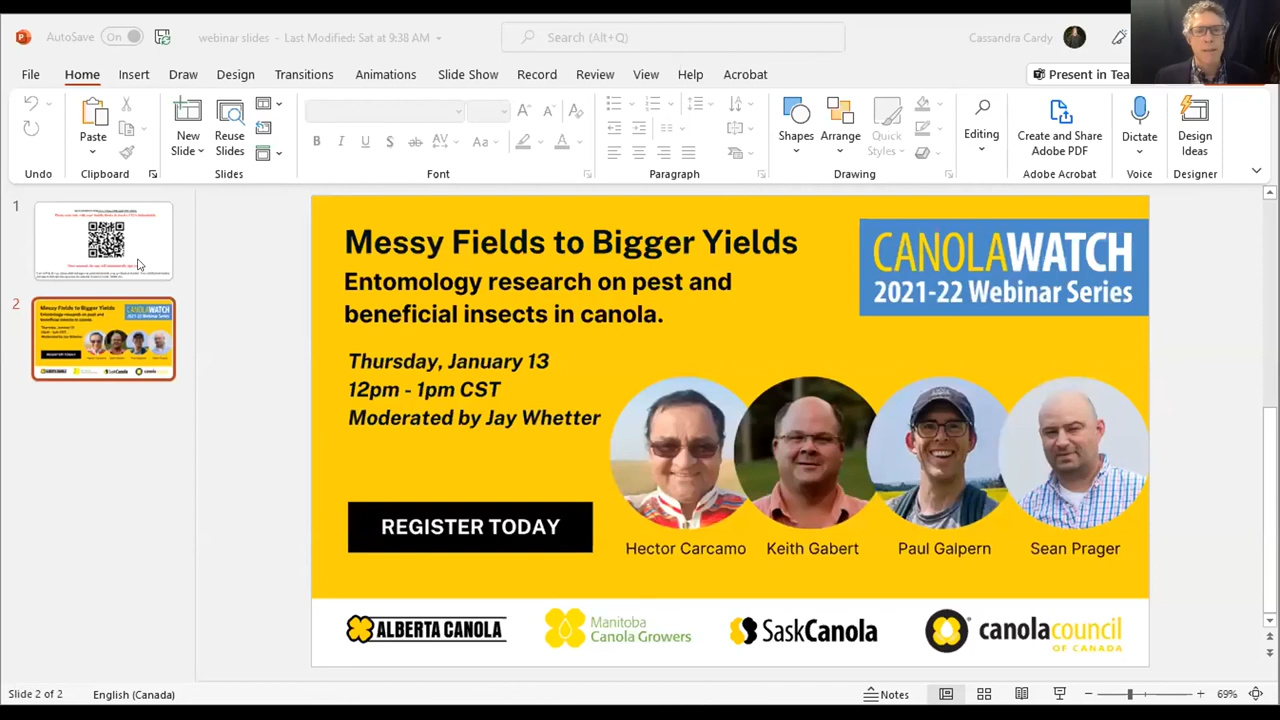 AutoSave On
webinar slides - Last Modified: Sat at 9:38 AM
Search (Alt+Q)
Cassandra Cardy
File Home Insert Draw Design Transitions Animations Slide Show Record Review View Help Acrobat
Present in Tea
Paste
New Slide
Reuse Slides
Shapes
Arrange
Quick Styles
Editing
Create and Share Adobe PDF
Dictate
Design Ideas
Undo Clipboard Slides Font Paragraph Drawing Adobe Acrobat Voice Designer
1
2
Messy Fields to Bigger Yields
Entomology research on pest and
beneficial insects in canola.
CANOLAWATCH
2021-22 Webinar Series
Thursday, January 13
12pm - 1pm CST
Moderated by Jay Whetter
REGISTER TODAY
Hector Carcamo Keith Gabert Paul Galpern Sean Prager
ALBERTA CANOLA
Manitoba
Canola Growers
SaskCanola
canolacouncil
OF CANADA
Slide 2 of 2 English (Canada) Notes 69%